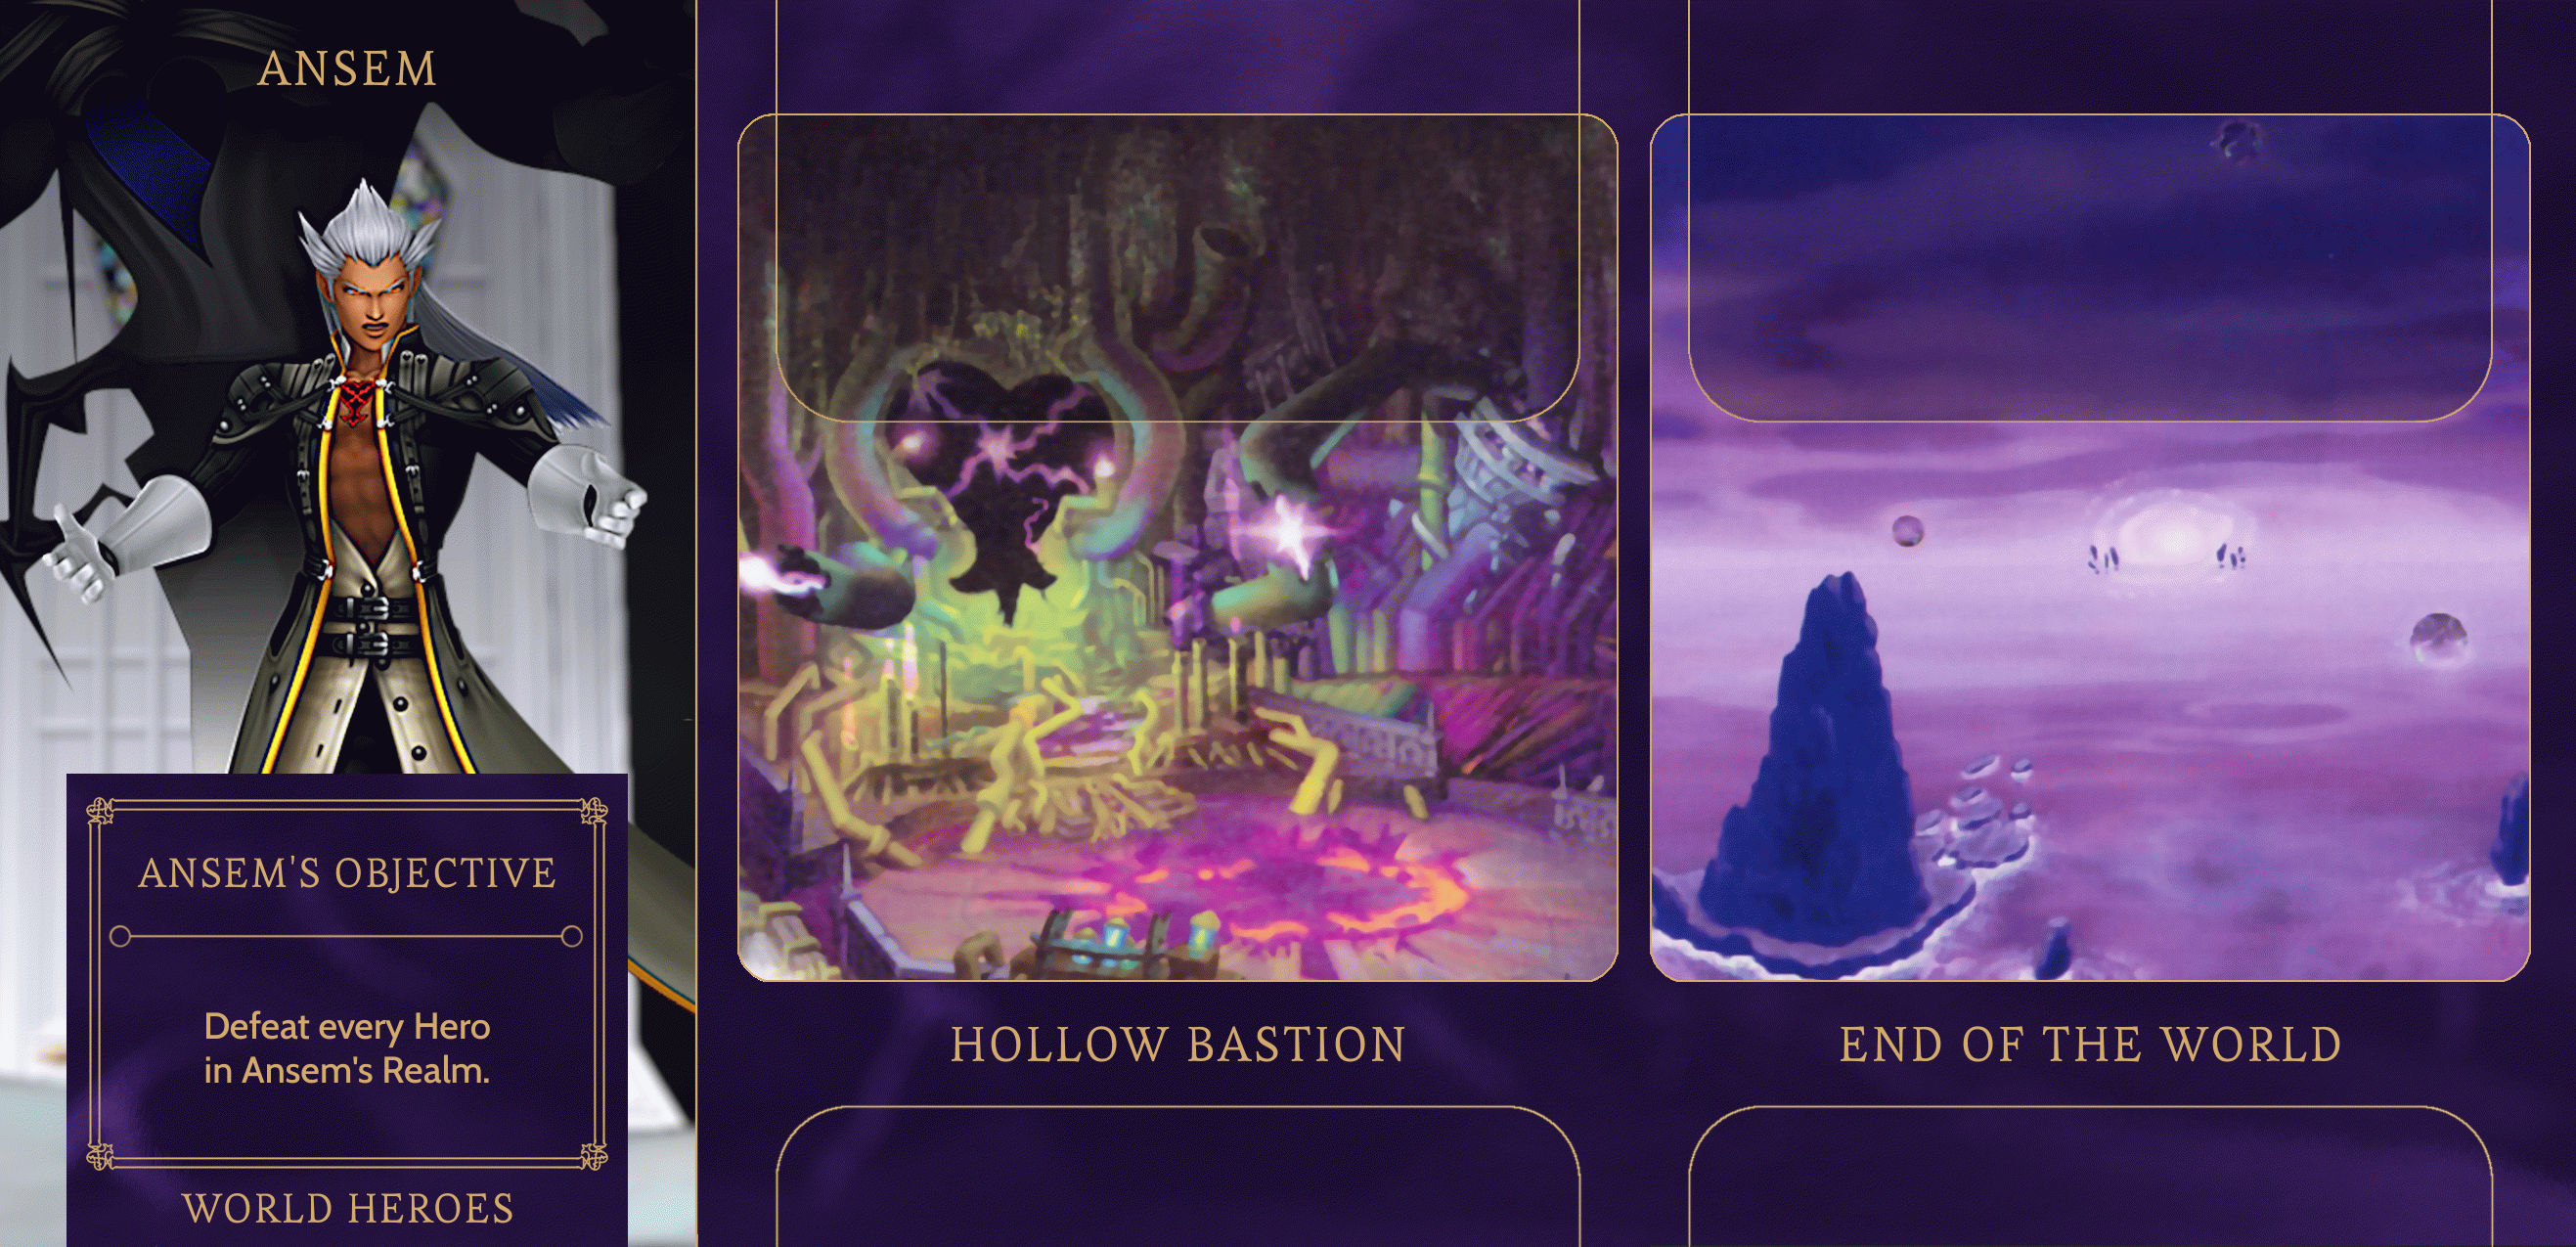 ANSEM
ANSEM'S OBJECTIVE
Defeat every Hero
in Ansem's Realm.
WORLD HEROES
HOLLOW BASTION
END OF THE WORLD